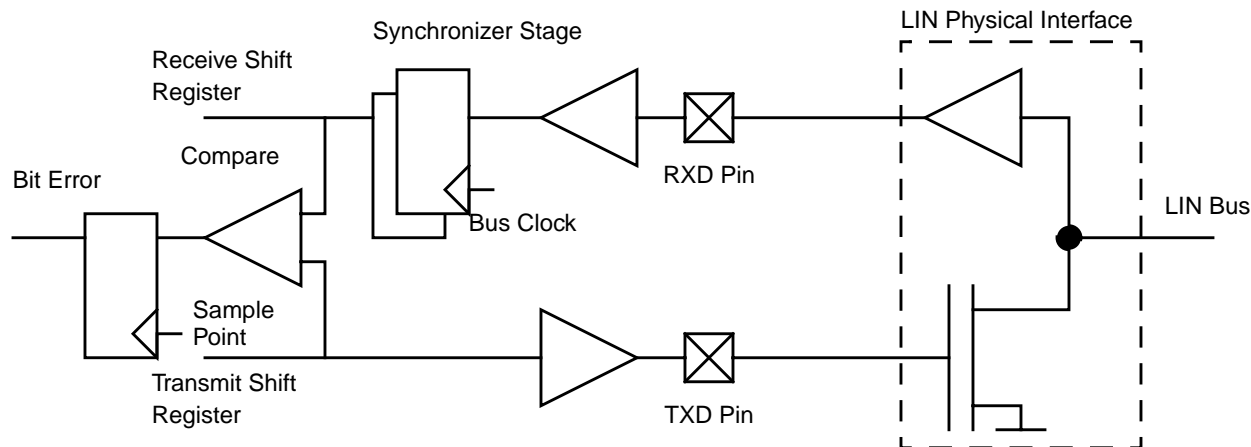 LIN Physical Interface
Synchronizer Stage
Receive Shift
Register
Compare
RXD Pin
Bit Error
Bus Clock
LIN Bus
Sample
Point
Transmit Shift
Register
TXD Pin